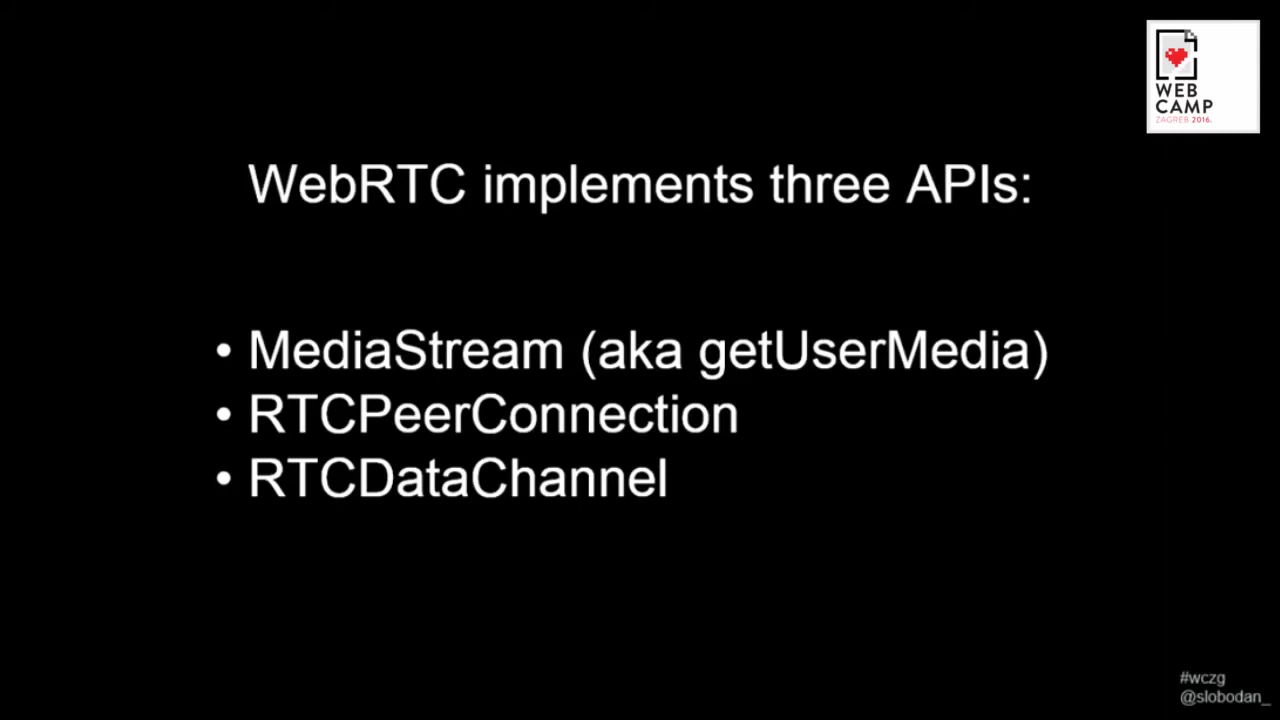 WEB
CAMP
ZAGREB 2016.
WebRTC implements three APIs:
• MediaStream (aka getUserMedia)
• RTCPeerConnection
• RTCDataChannel
#wczg
@slobodan_